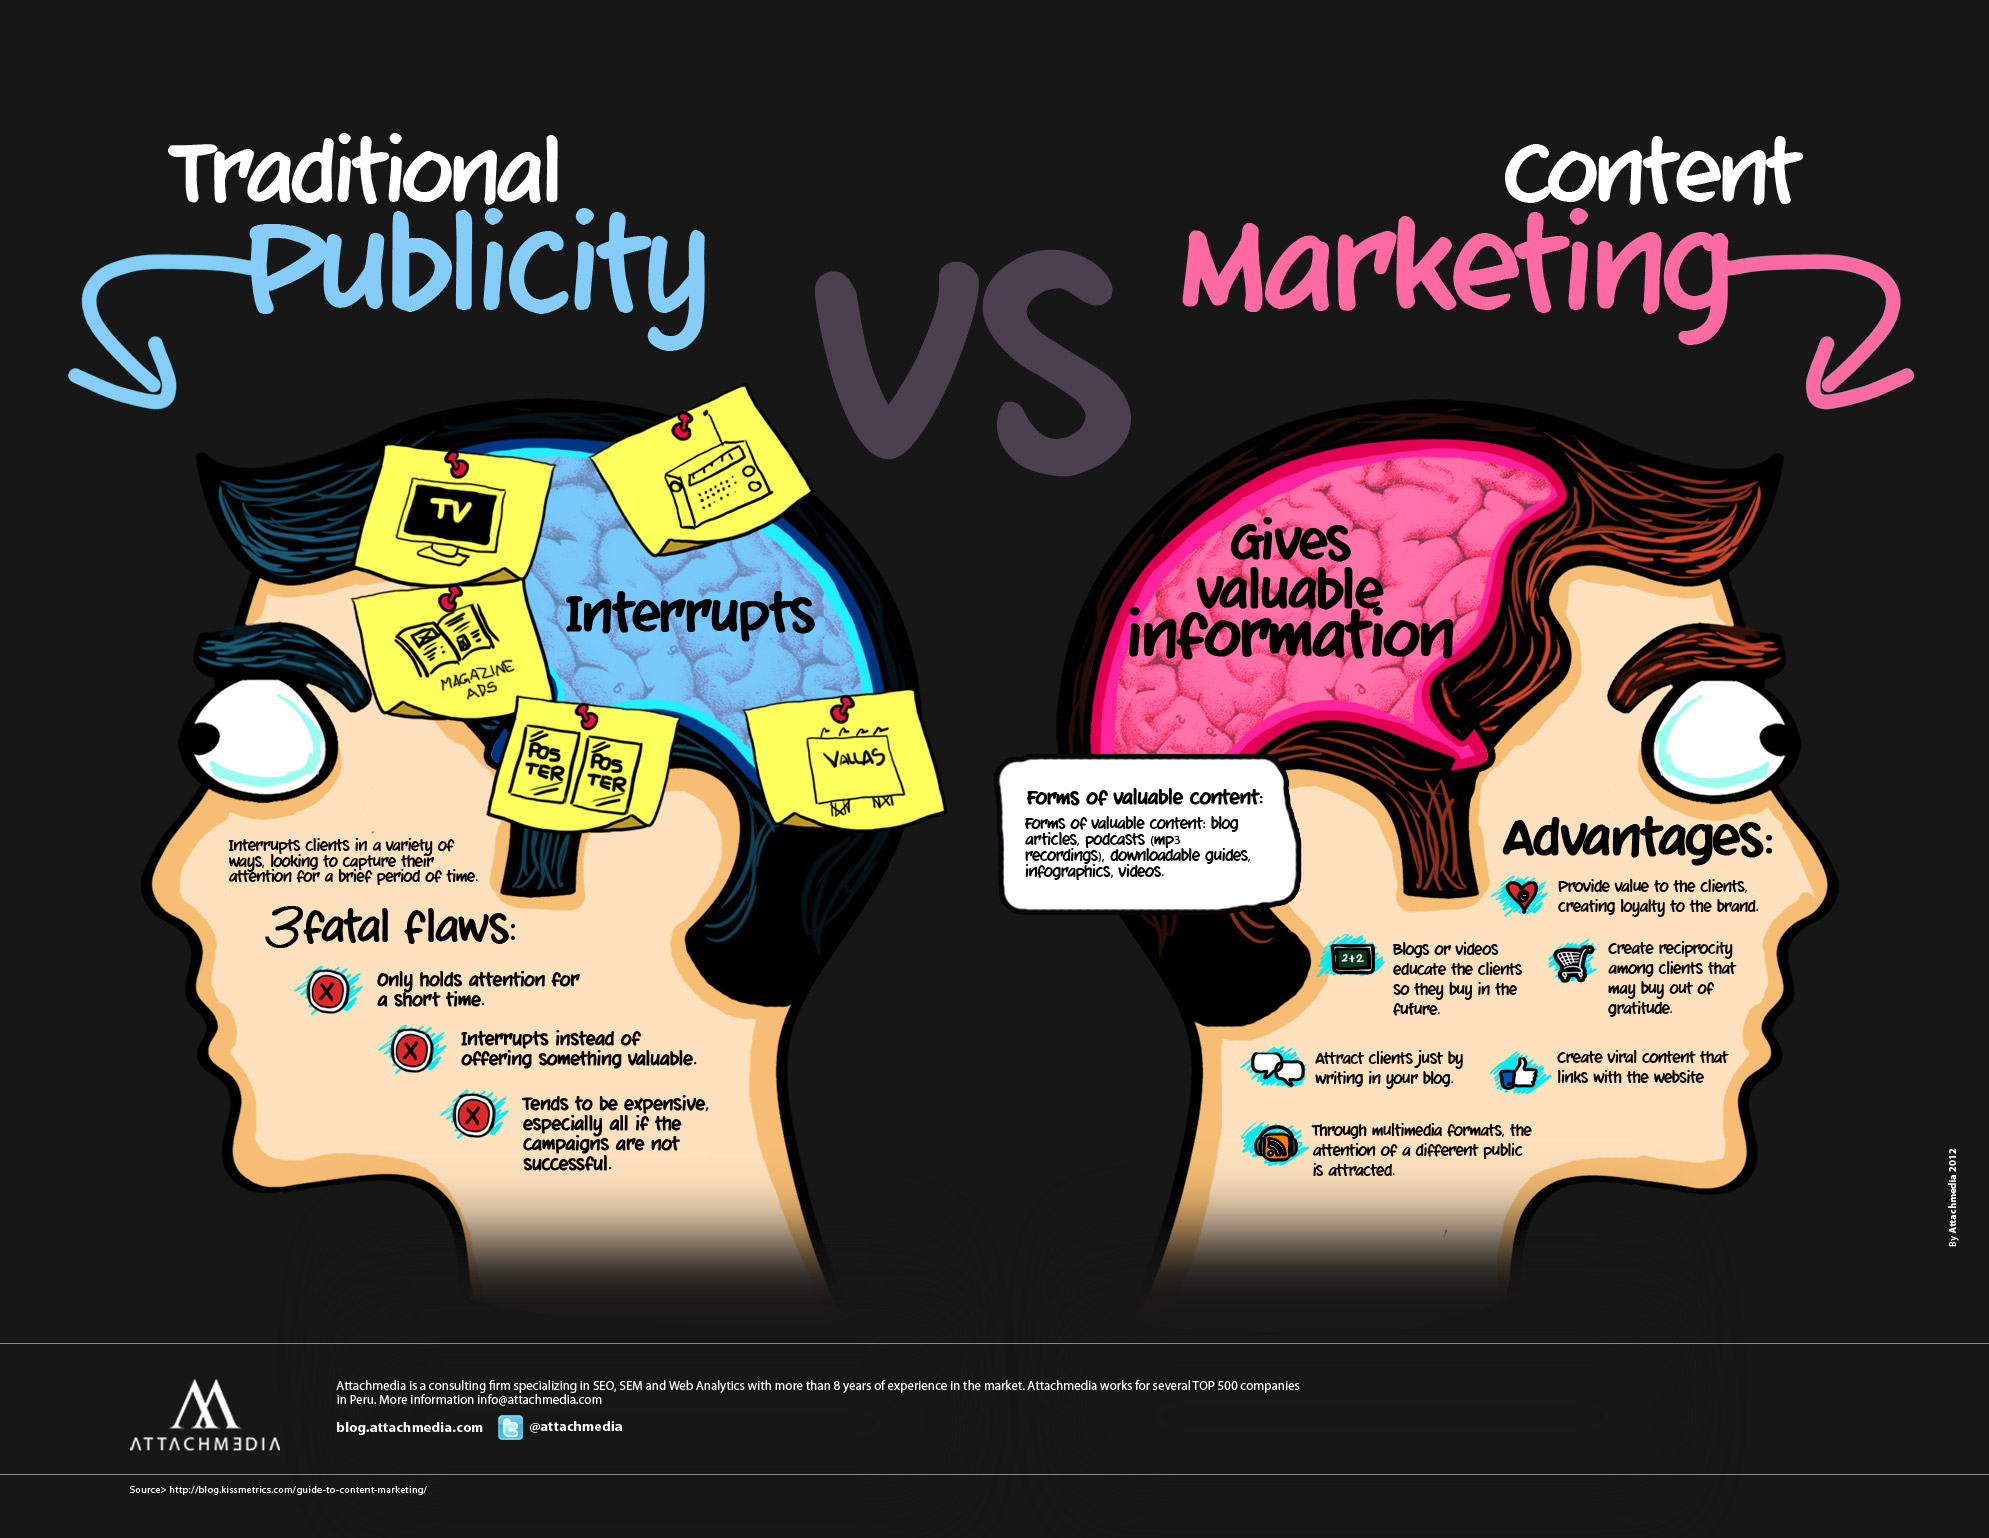 Traditional
Publicity
VS
Content
Marketing
TV
MAGAZINE
ADS
POS
TER
POS
TER
VALLAS
Interrupts
Interrupts clients in a variety of
ways, looking to capture their
attention for a brief period of time.
3 fatal flaws:
X
Only holds attention for
a short time.
X
Interrupts instead of
offering something valuable.
X
Tends to be expensive,
especially all if the
campaigns are not
successful.
Gives
valuable
information
Forms of valuable content:
Forms of valuable content: blog
articles, podcasts (mp3
recordings), downloadable guides,
infographics, videos.
Advantages:
Provide value to the clients,
creating loyalty to the brand.
2+2
Blogs or videos
educate the clients
so they buy in the
future.
Create reciprocity
among clients that
may buy out of
gratitude.
Attract clients just by
writing in your blog.
Create viral content that
links with the website
Through multimedia formats, the
attention of a different public
is attracted.
By Attachmedia 2012
ATTACHMEDIA
Attachmedia is a consulting firm specializing in SEO, SEM and Web Analytics with more than 8 years of experience in the market. Attachmedia works for several TOP 500 companies
in Peru. More information info@attachmedia.com
blog.attachmedia.com
@attachmedia
Source> http://blog.kissmetrics.com/guide-to-content-marketing/